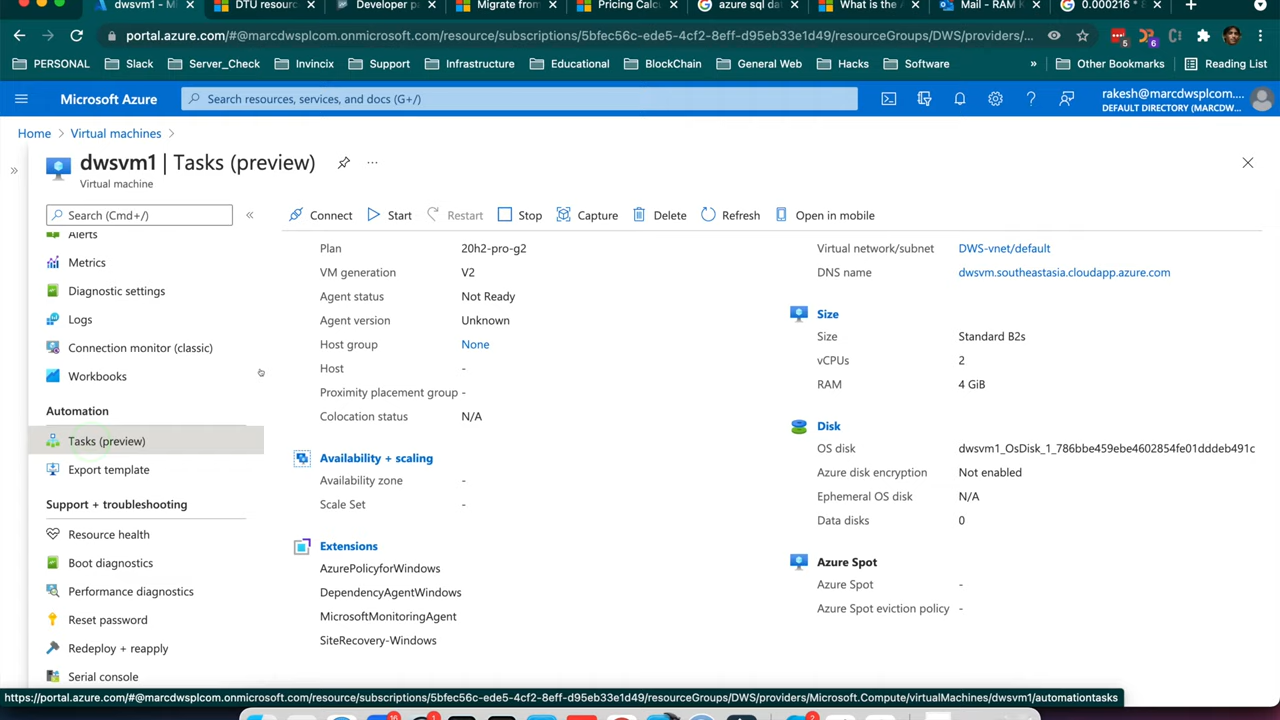 dwsvm1 - Mi
DTU resour
Developer p
Migrate from
Pricing Calc
azure sql dat
What is the A
Mail - RAM K
0.000216 * 6
portal.azure.com/#@marcdwsplcom.onmicrosoft.com/resource/subscriptions/5bfec56c-ede5-4cf2-8eff-d95eb33e1d49/resourceGroups/DWS/providers/...
5
6
PERSONAL
Slack
Server_Check
Invincix
Support
Infrastructure
Educational
BlockChain
General Web
Hacks
Software
»
Other Bookmarks
Reading List
Microsoft Azure
Search resources, services, and docs (G+/)
rakesh@marcdwsplcom....
DEFAULT DIRECTORY (MARCDW...
Home > Virtual machines >
dwsvm1 | Tasks (preview)
Virtual machine
Search (Cmd+/)
«
Connect
Start
Restart
Stop
Capture
Delete
Refresh
Open in mobile
Alerts
Metrics
Diagnostic settings
Logs
Connection monitor (classic)
Workbooks
Automation
Tasks (preview)
Export template
Support + troubleshooting
Resource health
Boot diagnostics
Performance diagnostics
Reset password
Redeploy + reapply
Serial console
Plan 20h2-pro-g2
VM generation V2
Agent status Not Ready
Agent version Unknown
Host group None
Host -
Proximity placement group -
Colocation status N/A
Availability + scaling
Availability zone -
Scale Set -
Extensions
AzurePolicyforWindows
DependencyAgentWindows
MicrosoftMonitoringAgent
SiteRecovery-Windows
Virtual network/subnet DWS-vnet/default
DNS name dwsvm.southeastasia.cloudapp.azure.com
Size
Size Standard B2s
vCPUs 2
RAM 4 GiB
Disk
OS disk dwsvm1_OsDisk_1_786bbe459ebe4602854fe01dddeb491c
Azure disk encryption Not enabled
Ephemeral OS disk N/A
Data disks 0
Azure Spot
Azure Spot -
Azure Spot eviction policy -
https://portal.azure.com/#@marcdwsplcom.onmicrosoft.com/resource/subscriptions/5bfec56c-ede5-4cf2-8eff-d95eb33e1d49/resourceGroups/DWS/providers/Microsoft.Compute/virtualMachines/dwsvm1/automationtasks